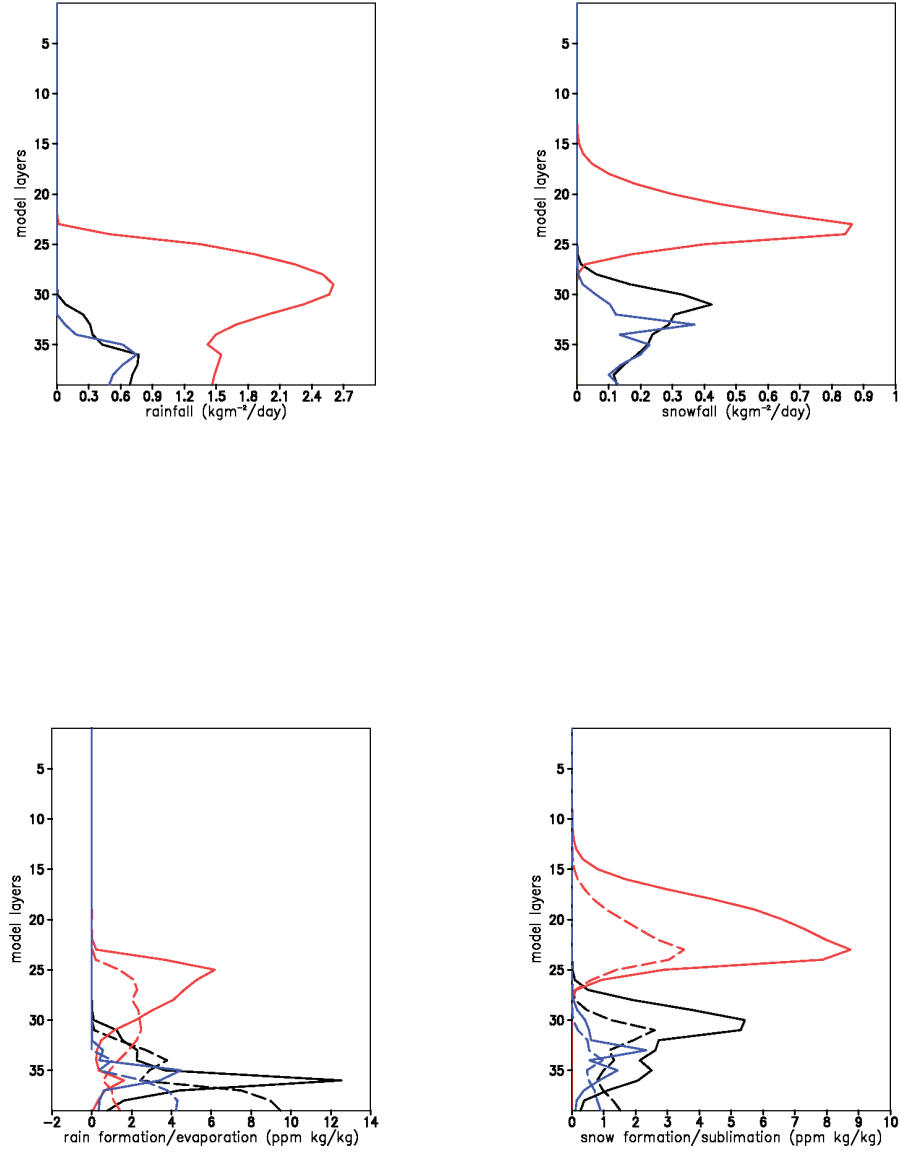 5
10
15
20
25
30
35
model layers
0 0.3 0.6 0.9 1.2 1.5 1.8 2.1 2.4 2.7
rainfall (kgm⁻²/day)
5
10
15
20
25
30
35
model layers
0 0.1 0.2 0.3 0.4 0.5 0.6 0.7 0.8 0.9 1
snowfall (kgm⁻²/day)
5
10
15
20
25
30
35
model layers
−2 0 2 4 6 8 10 12 14
rain formation/evaporation (ppm kg/kg)
5
10
15
20
25
30
35
model layers
0 1 2 3 4 5 6 7 8 9 10
snow formation/sublimation (ppm kg/kg)